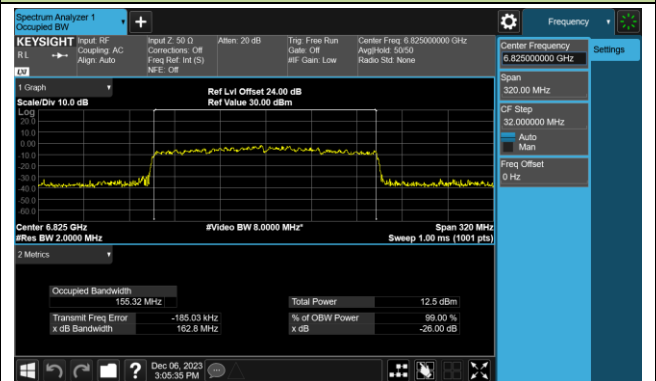 Spectrum Analyzer 1
Occupied BW
Frequency
KEYSIGHT
R L
LXI
Input: RF
Coupling: AC
Align: Auto
Input Z: 50 Ω
Corrections: Off
Freq Ref: Int (S)
NFE: Off
Atten: 20 dB
Trig: Free Run
Gate: Off
#IF Gain: Low
Center Freq: 6.825000000 GHz
Avg|Hold: 50/50
Radio Std: None
Center Frequency
6.825000000 GHz
Settings
Span
320.00 MHz
CF Step
32.000000 MHz
Auto
Man
Freq Offset
0 Hz
1 Graph
Scale/Div 10.0 dB
Ref Lvl Offset 24.00 dB
Ref Value 30.00 dBm
Log
20.0
10.0
0.00
-10.0
-20.0
-30.0
-40.0
-50.0
-60.0
Center 6.825 GHz
#Res BW 2.0000 MHz
#Video BW 8.0000 MHz*
Span 320 MHz
Sweep 1.00 ms (1001 pts)
2 Metrics
Occupied Bandwidth
155.32 MHz
Total Power 12.5 dBm
Transmit Freq Error -185.03 kHz
% of OBW Power 99.00 %
x dB Bandwidth 162.8 MHz
x dB -26.00 dB
?
Dec 06, 2023
3:05:35 PM